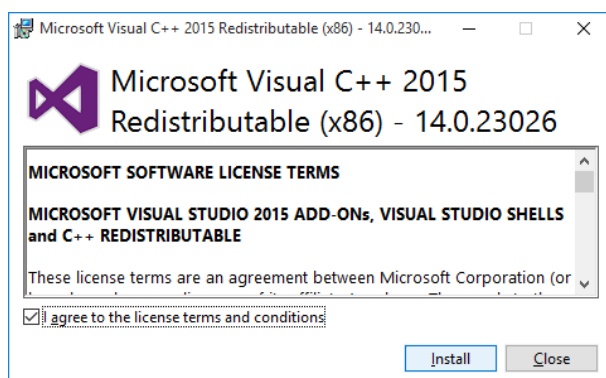 Microsoft Visual C++ 2015 Redistributable (x86) - 14.0.230...
Microsoft Visual C++ 2015
Redistributable (x86) - 14.0.23026
MICROSOFT SOFTWARE LICENSE TERMS
MICROSOFT VISUAL STUDIO 2015 ADD-ONs, VISUAL STUDIO SHELLS
and C++ REDISTRIBUTABLE
These license terms are an agreement between Microsoft Corporation (or
I agree to the license terms and conditions
Install Close